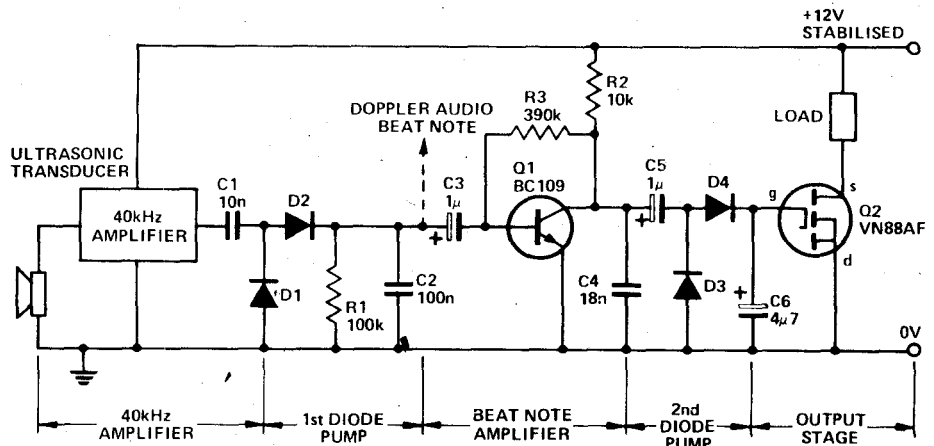 +12V
STABILISED
R2
10k
R3
390k
DOPPLER AUDIO
BEAT NOTE
LOAD
ULTRASONIC
TRANSDUCER
C1
10n
D2
C3
1µ
Q1
BC109
C5
1µ
D4
g
s
Q2
VN88AF
d
40kHz
AMPLIFIER
+
+
D1
R1
100k
C2
100n
C4
18n
D3
+
C6
4µ7
0V
40kHz
AMPLIFIER
1st DIODE
PUMP
BEAT NOTE
AMPLIFIER
2nd
DIODE
PUMP
OUTPUT
STAGE